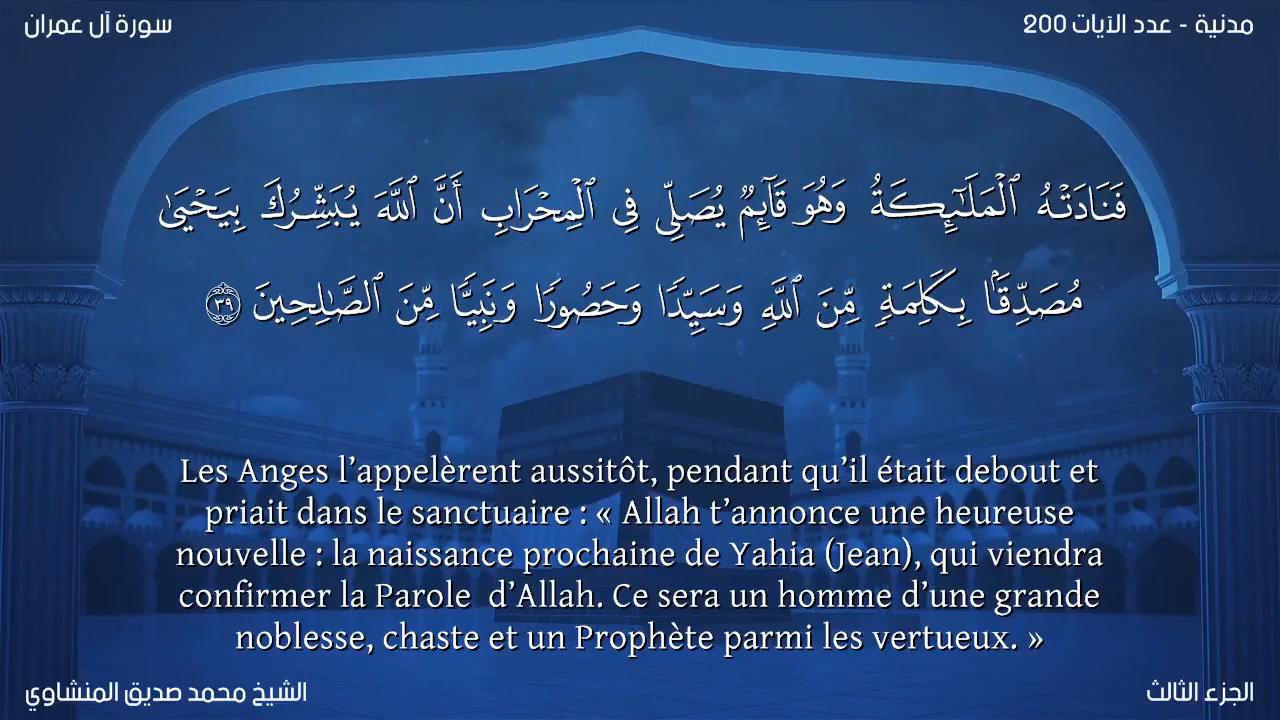 سورة آل عمران
مدنية - عدد الآيات 200
فَنَادَتْهُ ٱلْمَلَـٰٓئِكَةُ وَهُوَ قَآئِمٌ يُصَلِّى فِى ٱلْمِحْرَابِ أَنَّ ٱللَّهَ يُبَشِّرُكَ بِيَحْيَىٰ
مُصَدِّقًۢا بِكَلِمَةٍ مِّنَ ٱللَّهِ وَسَيِّدًا وَحَصُورًا وَنَبِيًّا مِّنَ ٱلصَّـٰلِحِينَ ٣٩
Les Anges l’appelèrent aussitôt, pendant qu’il était debout et
priait dans le sanctuaire : « Allah t’annonce une heureuse
nouvelle : la naissance prochaine de Yahia (Jean), qui viendra
confirmer la Parole  d’Allah. Ce sera un homme d’une grande
noblesse, chaste et un Prophète parmi les vertueux. »
الشيخ محمد صديق المنشاوي
الجزء الثالث